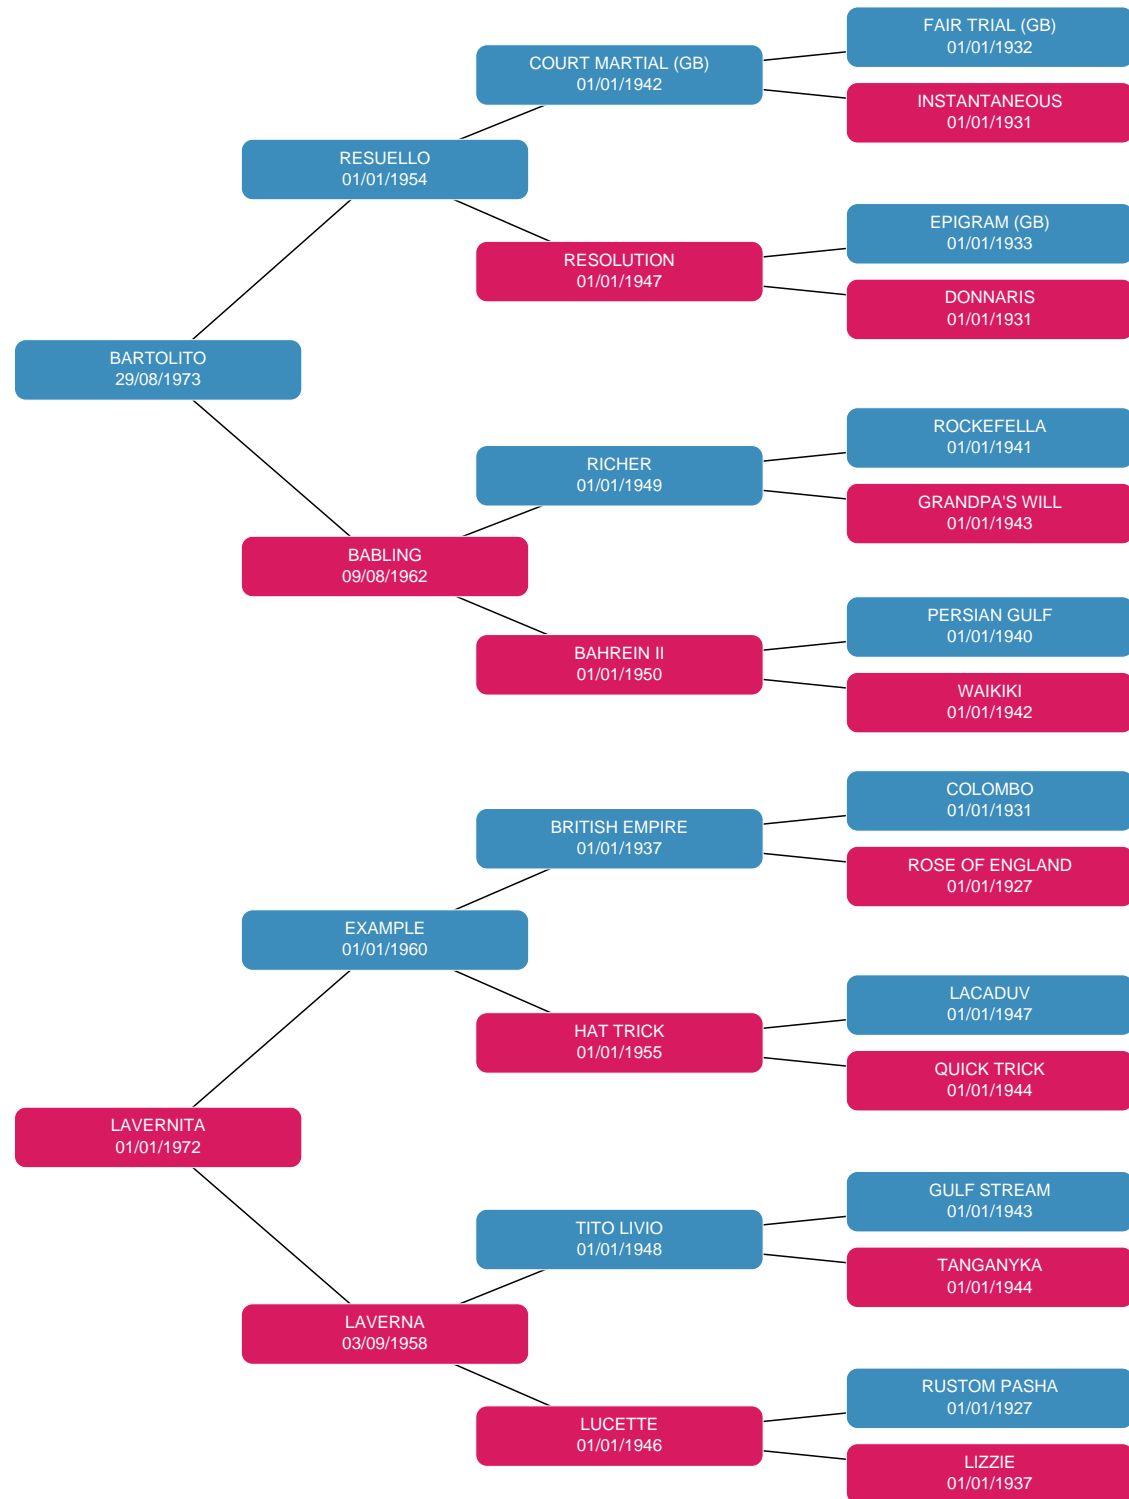 FAIR TRIAL (GB)
01/01/1932
COURT MARTIAL (GB)
01/01/1942
INSTANTANEOUS
01/01/1931
RESUELLO
01/01/1954
EPIGRAM (GB)
01/01/1933
RESOLUTION
01/01/1947
DONNARIS
01/01/1931
BARTOLITO
29/08/1973
ROCKEFELLA
01/01/1941
RICHER
01/01/1949
GRANDPA'S WILL
01/01/1943
BABLING
09/08/1962
PERSIAN GULF
01/01/1940
BAHREIN II
01/01/1950
WAIKIKI
01/01/1942
COLOMBO
01/01/1931
BRITISH EMPIRE
01/01/1937
ROSE OF ENGLAND
01/01/1927
EXAMPLE
01/01/1960
LACADUV
01/01/1947
HAT TRICK
01/01/1955
QUICK TRICK
01/01/1944
LAVERNITA
01/01/1972
GULF STREAM
01/01/1943
TITO LIVIO
01/01/1948
TANGANYKA
01/01/1944
LAVERNA
03/09/1958
RUSTOM PASHA
01/01/1927
LUCETTE
01/01/1946
LIZZIE
01/01/1937